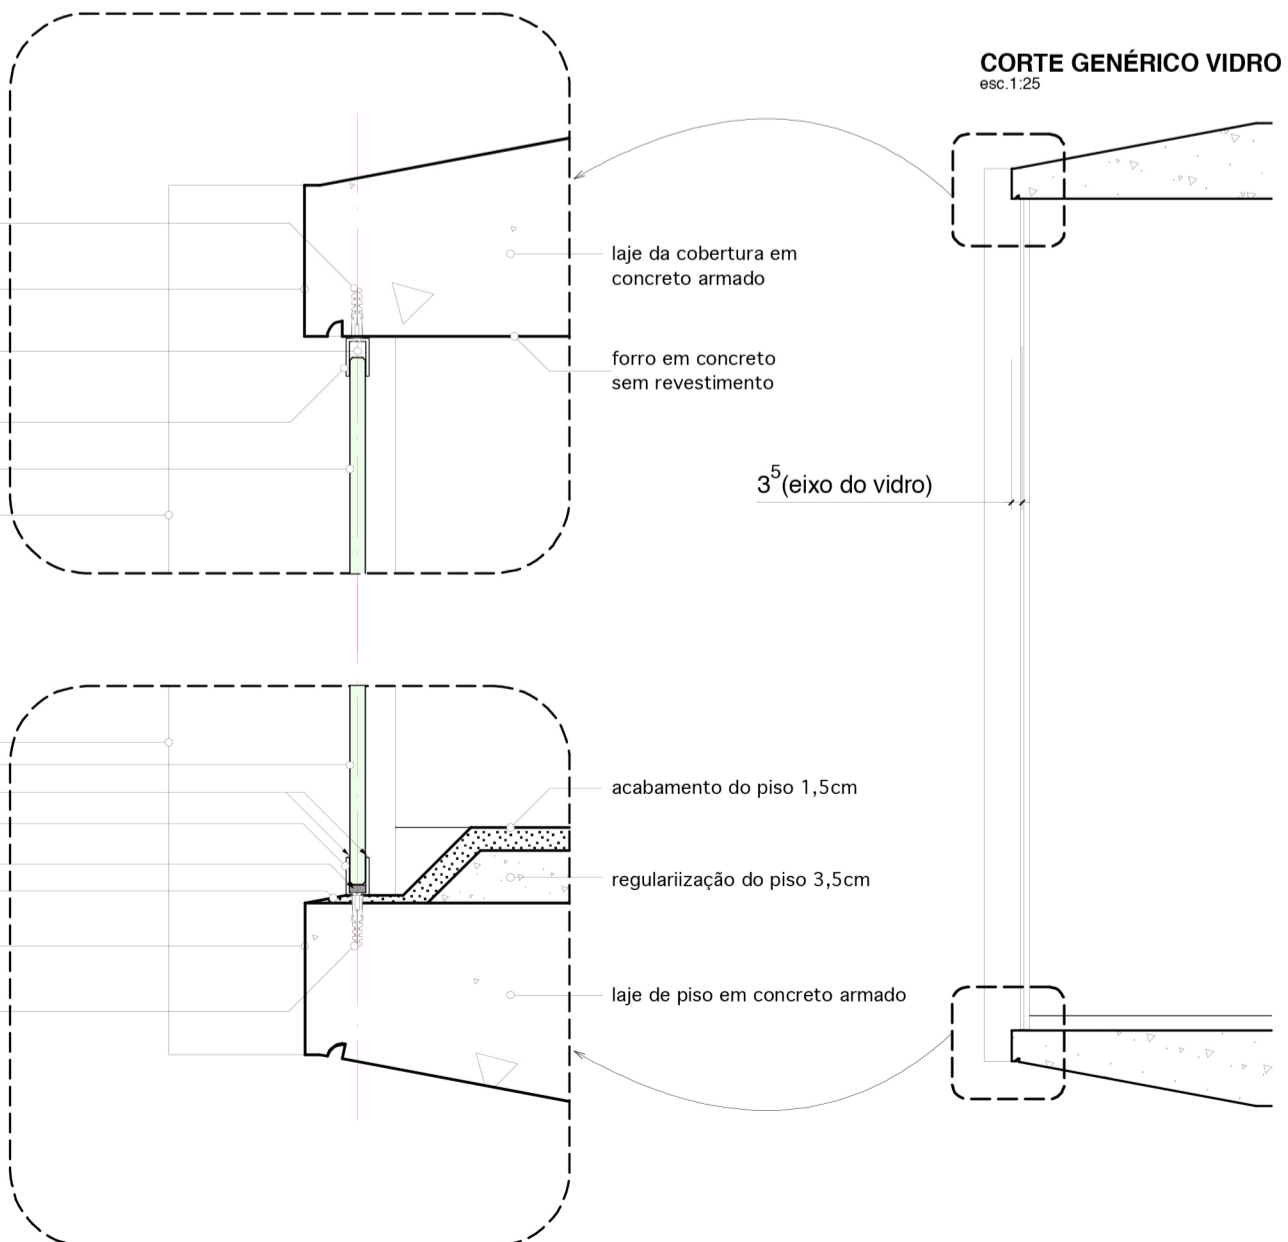 CORTE GENÉRICO VIDRO
esc.1:25
laje da cobertura em
concreto armado
forro em concreto
sem revestimento
3⁵(eixo do vidro)
acabamento do piso 1,5cm
regulariização do piso 3,5cm
laje de piso em concreto armado